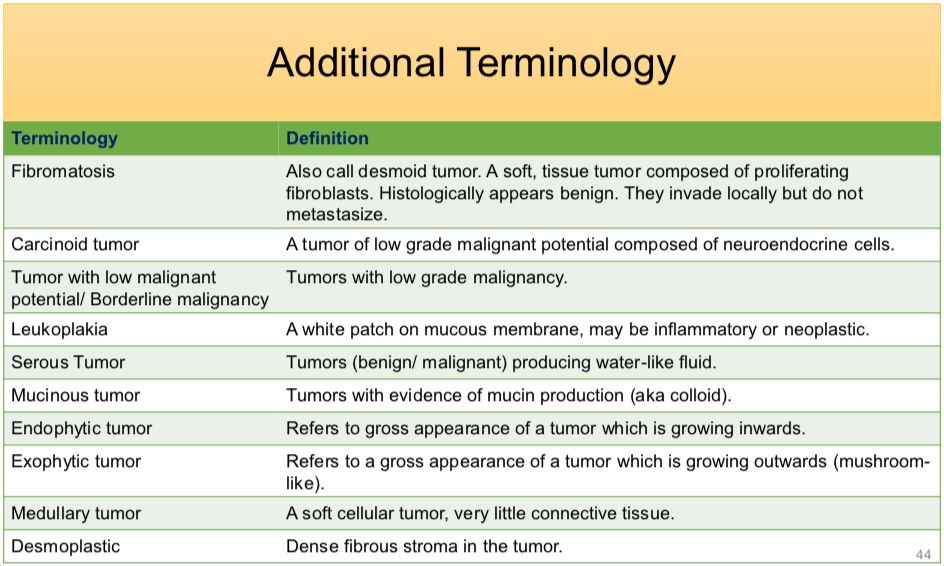 Additional Terminology
Terminology
Definition
Fibromatosis
Also call desmoid tumor. A soft, tissue tumor composed of proliferating
fibroblasts. Histologically appears benign. They invade locally but do not
metastasize.
Carcinoid tumor
A tumor of low grade malignant potential composed of neuroendocrine cells.
Tumor with low malignant
potential/ Borderline malignancy
Tumors with low grade malignancy.
Leukoplakia
A white patch on mucous membrane, may be inflammatory or neoplastic.
Serous Tumor
Tumors (benign/ malignant) producing water-like fluid.
Mucinous tumor
Tumors with evidence of mucin production (aka colloid).
Endophytic tumor
Refers to gross appearance of a tumor which is growing inwards.
Exophytic tumor
Refers to a gross appearance of a tumor which is growing outwards (mushroom-
like).
Medullary tumor
A soft cellular tumor, very little connective tissue.
Desmoplastic
Dense fibrous stroma in the tumor.
44